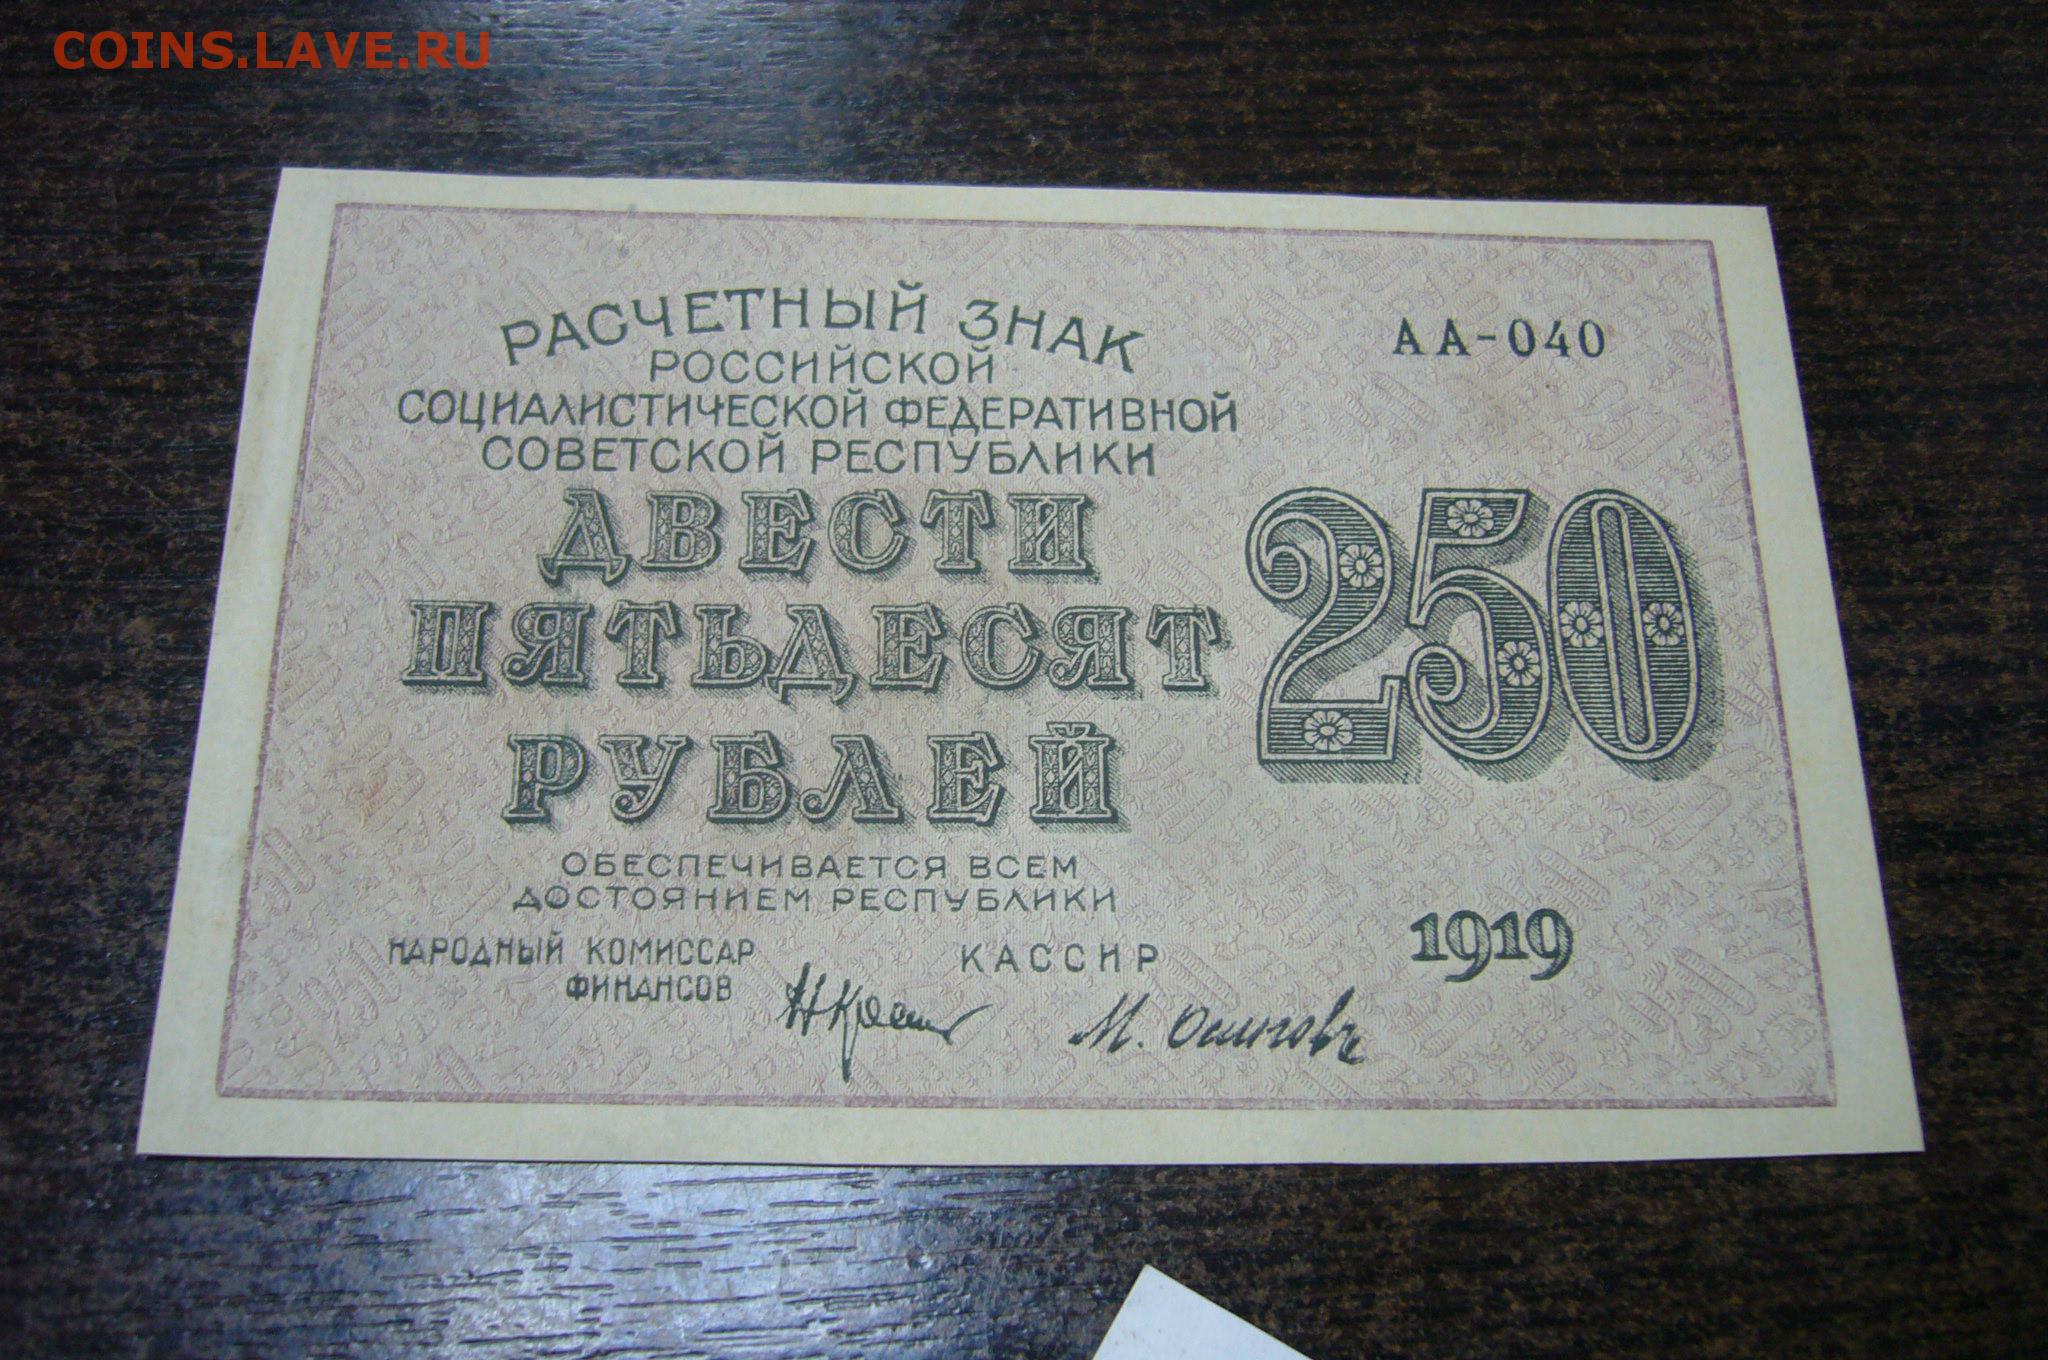 COINS.LAVE.RU
РАСЧЕТНЫЙ ЗНАК
АА-040
РОССИЙСКОЙ
СОЦИАЛИСТИЧЕСКОЙ ФЕДЕРАТИВНОЙ
СОВЕТСКОЙ РЕСПУБЛИКИ
ДВЕСТИ
ПЯТЬДЕСЯТ
РУБЛЕЙ
250
ОБЕСПЕЧИВАЕТСЯ ВСЕМ
ДОСТОЯНИЕМ РЕСПУБЛИКИ
НАРОДНЫЙ КОМИССАР
ФИНАНСОВ
КАССИР
1919
М. Осиповъ